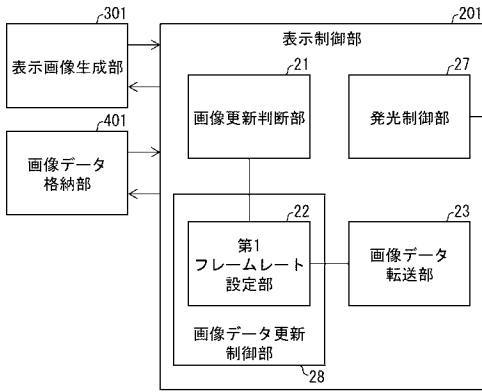 301
表示画像生成部
401
画像データ
格納部
201
表示制御部
21
画像更新判断部
27
発光制御部
22
第1
フレームレート
設定部
23
画像データ
転送部
画像データ更新
制御部
28